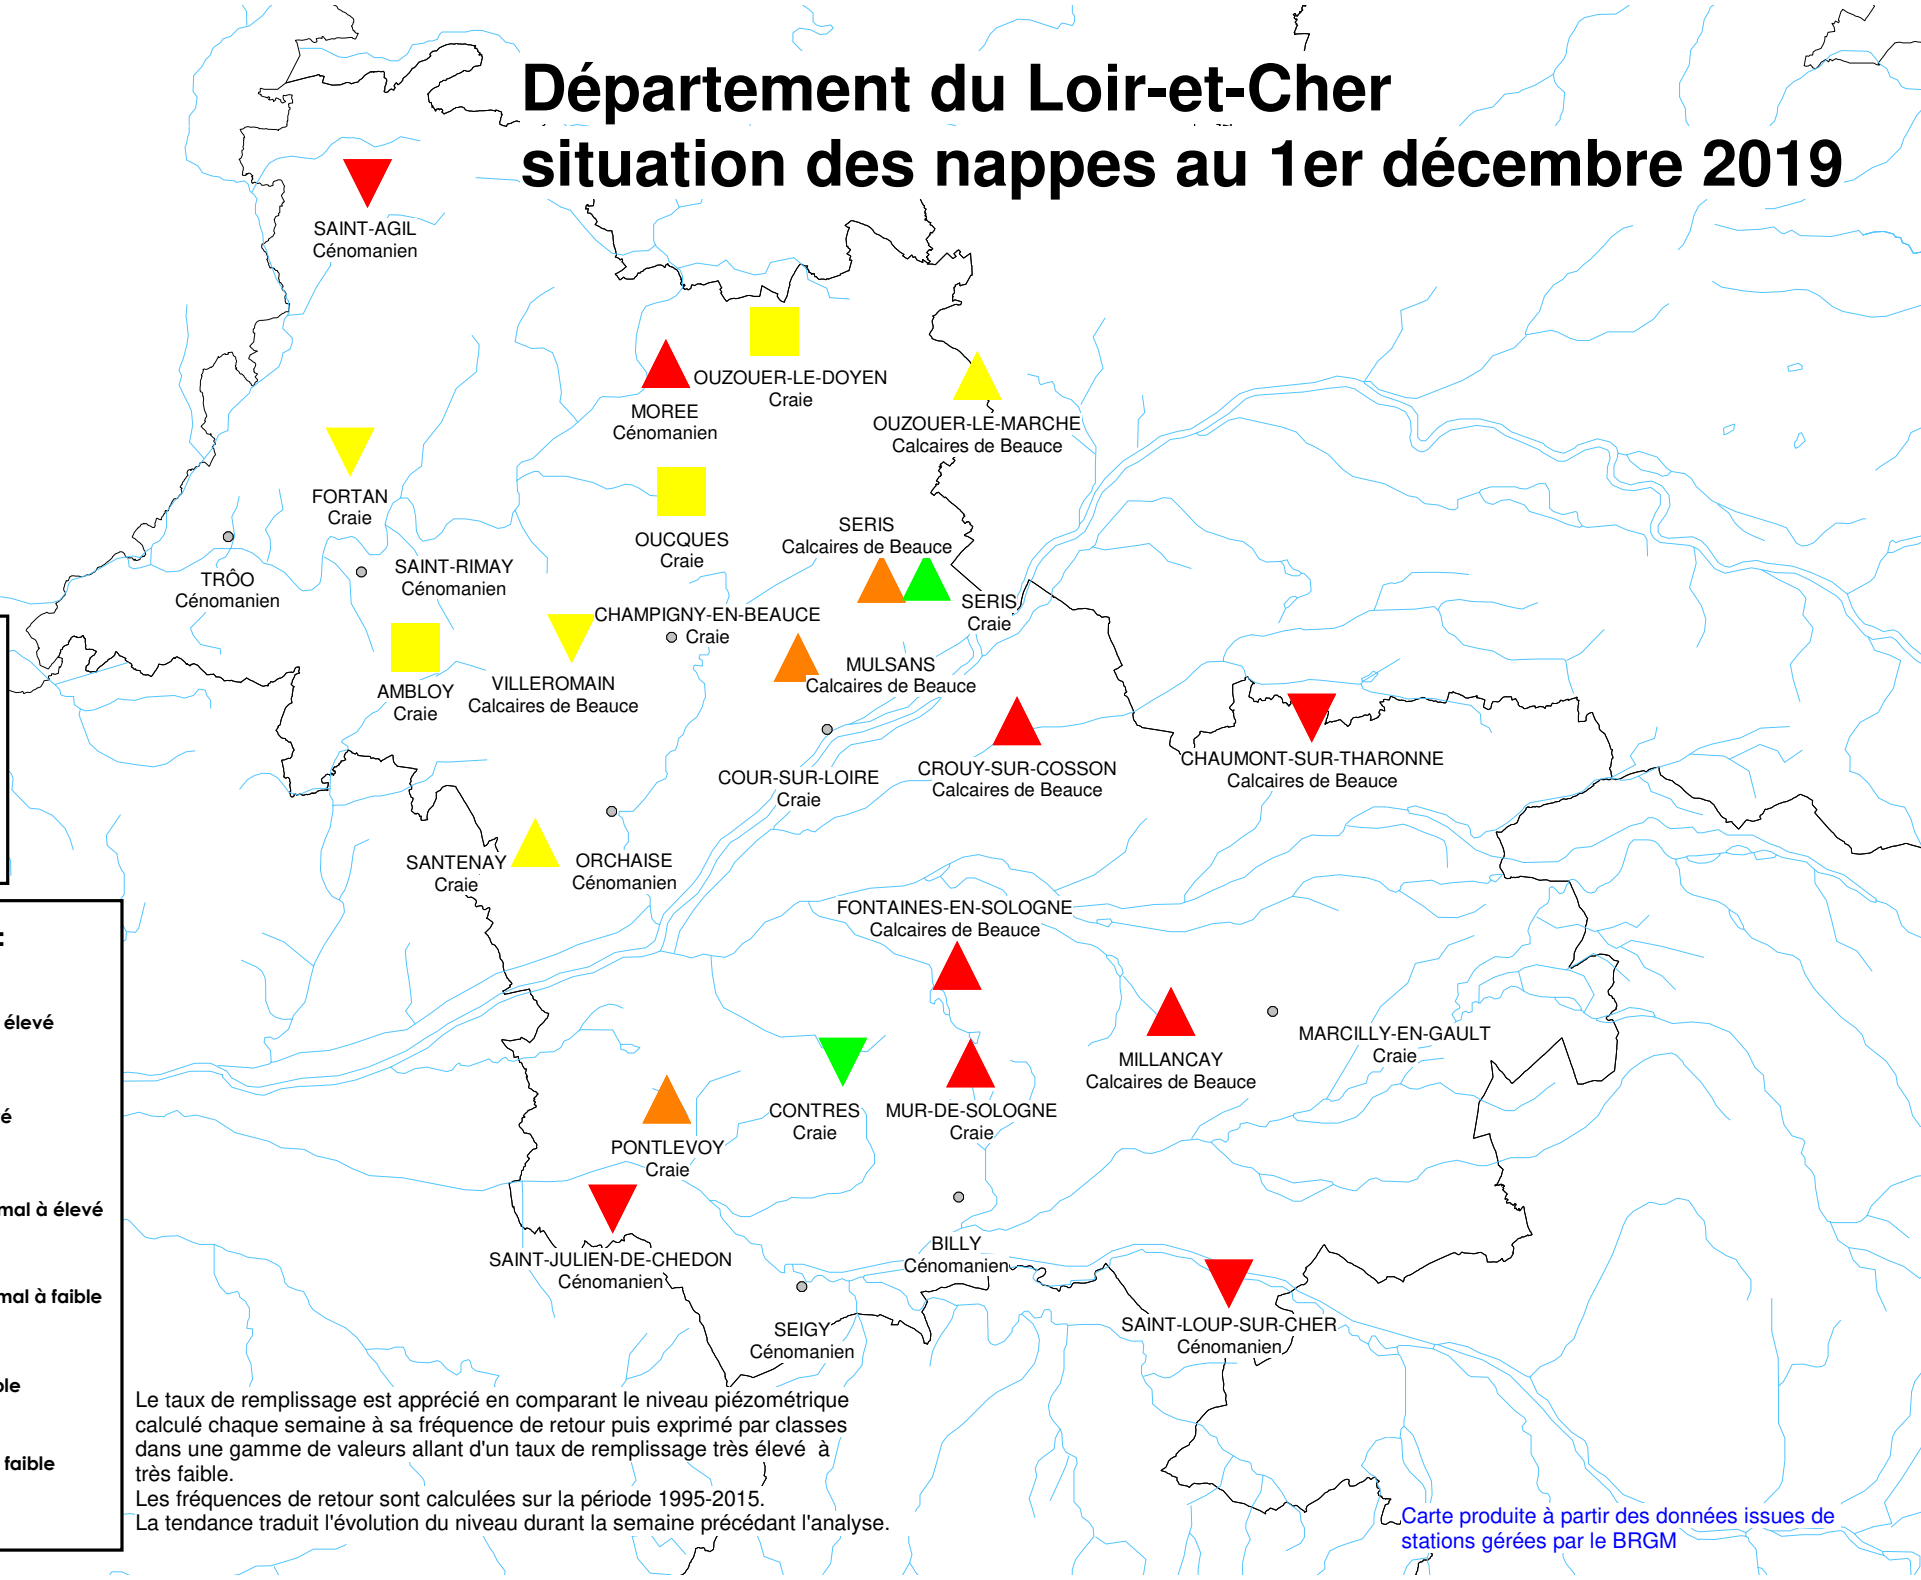 Département du Loir-et-Cher
situation des nappes au 1er décembre 2019
SAINT-AGIL
Cénomanien
OUZOUER-LE-DOYEN
Craie
MOREE
Cénomanien
OUZOUER-LE-MARCHE
Calcaires de Beauce
FORTAN
Craie
OUCQUES
Craie
SERIS
Calcaires de Beauce
TRÔO
Cénomanien
SAINT-RIMAY
Cénomanien
SERIS
Craie
CHAMPIGNY-EN-BEAUCE
Craie
AMBLOY
Craie
VILLEROMAIN
Calcaires de Beauce
MULSANS
Calcaires de Beauce
COUR-SUR-LOIRE
Craie
CROUY-SUR-COSSON
Calcaires de Beauce
CHAUMONT-SUR-THARONNE
Calcaires de Beauce
SANTENAY
Craie
ORCHAISE
Cénomanien
FONTAINES-EN-SOLOGNE
Calcaires de Beauce
MILLANCAY
Calcaires de Beauce
MARCILLY-EN-GAULT
Craie
CONTRES
Craie
MUR-DE-SOLOGNE
Craie
PONTLEVOY
Craie
SAINT-JULIEN-DE-CHEDON
Cénomanien
BILLY
Cénomanien
SEIGY
Cénomanien
SAINT-LOUP-SUR-CHER
Cénomanien
:
élevé
é
mal à élevé
mal à faible
ble
faible
Le taux de remplissage est apprécié en comparant le niveau piézométrique
calculé chaque semaine à sa fréquence de retour puis exprimé par classes
dans une gamme de valeurs allant d'un taux de remplissage très élevé à
très faible.
Les fréquences de retour sont calculées sur la période 1995-2015.
La tendance traduit l'évolution du niveau durant la semaine précédant l'analyse.
Carte produite à partir des données issues de
stations gérées par le BRGM